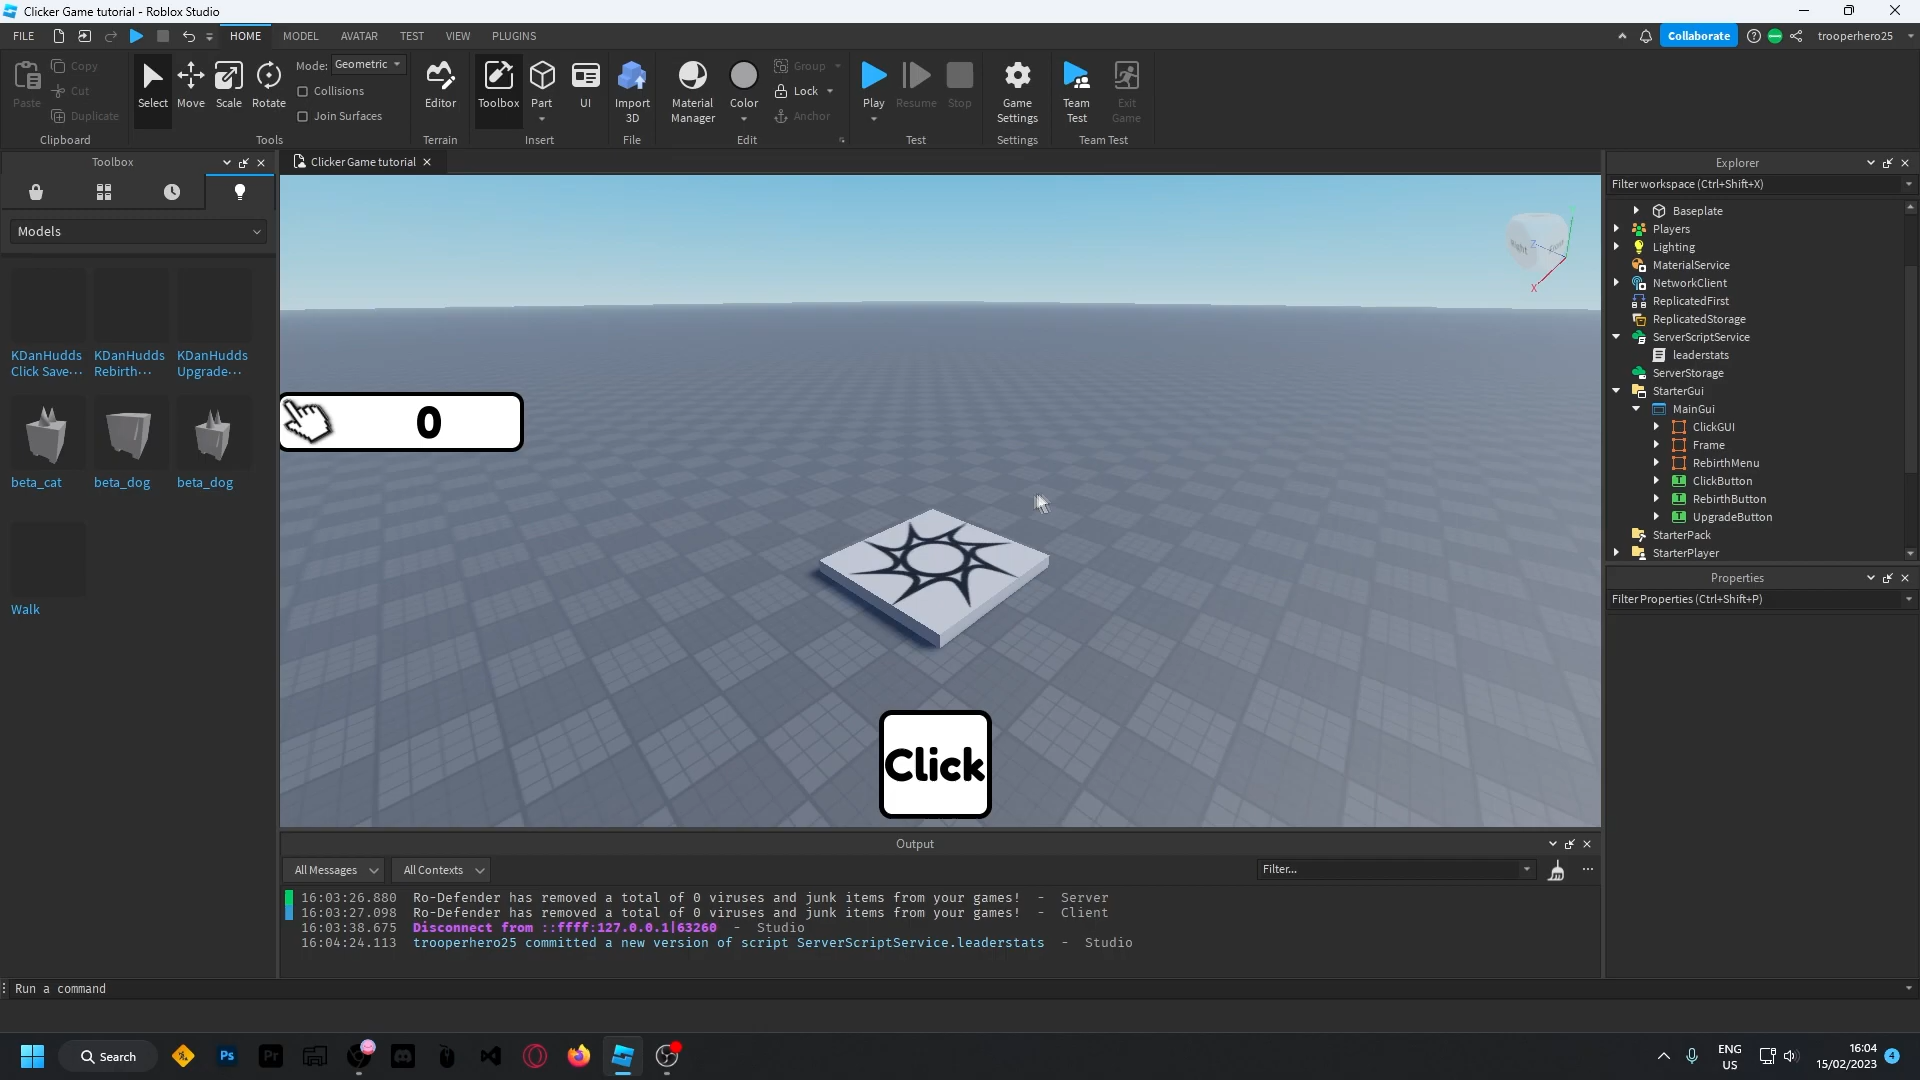 Clicker Game tutorial - Roblox Studio
FILE
HOME
MODEL
AVATAR
TEST
VIEW
PLUGINS
Collaborate
trooperhero25
Paste
Copy
Cut
Duplicate
Clipboard
Select
Move
Scale
Rotate
Mode: Geometric
Collisions
Join Surfaces
Tools
Editor
Terrain
Toolbox
Part
UI
Insert
Import
3D
File
Material
Manager
Color
Group
Lock
Anchor
Edit
Play
Resume
Stop
Test
Game
Settings
Settings
Team
Test
Exit
Game
Team Test
Toolbox
Models
KDanHudds
Click Save...
KDanHudds
Rebirth...
KDanHudds
Upgrade...
beta_cat
beta_dog
beta_dog
Walk
Clicker Game tutorial
0
Click
Right
X
Z
Explorer
Filter workspace (Ctrl+Shift+X)
Baseplate
Players
Lighting
MaterialService
NetworkClient
ReplicatedFirst
ReplicatedStorage
ServerScriptService
leaderstats
ServerStorage
StarterGui
MainGui
ClickGUI
Frame
RebirthMenu
ClickButton
RebirthButton
UpgradeButton
StarterPack
StarterPlayer
Properties
Filter Properties (Ctrl+Shift+P)
Output
All Messages
All Contexts
Filter...
16:03:26.880 Ro-Defender has removed a total of 0 viruses and junk items from your games! - Server
16:03:27.098 Ro-Defender has removed a total of 0 viruses and junk items from your games! - Client
16:03:38.675 Disconnect from ::ffff:127.0.0.1|63260 - Studio
16:04:24.113 trooperhero25 committed a new version of script ServerScriptService.leaderstats - Studio
Run a command
Search
Ps
Pr
ENG
US
16:04
15/02/2023
4